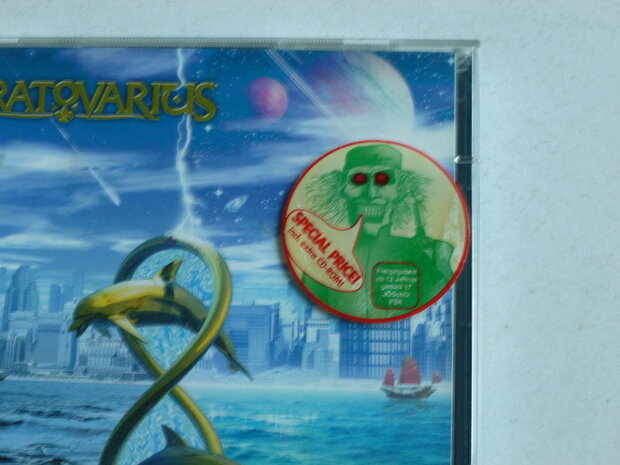 RATOVARIUS
SPECIAL PRICE!
incl. extra CD-ROM!
Freigegeben
ab 12 Jahren
gemäß §7
JÖSchG
FSK